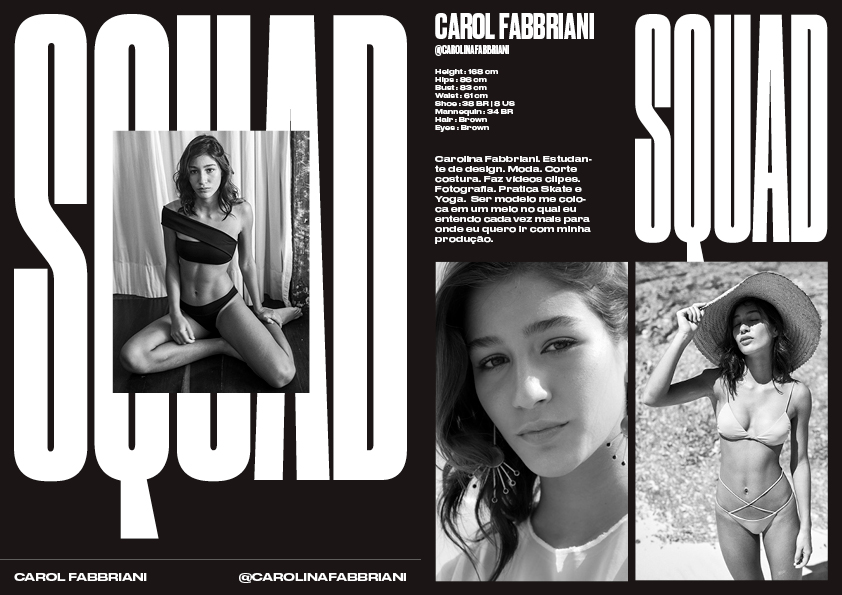 SQUAD
CAROL FABBRIANI
@CAROLINAFABBRIANI
CAROL FABBRIANI
@CAROLINAFABBRIANI
Height : 168 cm
Hips : 86 cm
Bust : 83 cm
Waist : 61 cm
Shoe : 38 BR | 8 US
Mannequin : 34 BR
Hair : Brown
Eyes : Brown
Carolina Fabbriani. Estudan-
te de design. Moda. Corte
costura. Faz vídeos clipes.
Fotografia. Pratica Skate e
Yoga. Ser modelo me colo-
ca em um meio no qual eu
entendo cada vez mais para
onde eu quero ir com minha
produção.
SQUAD